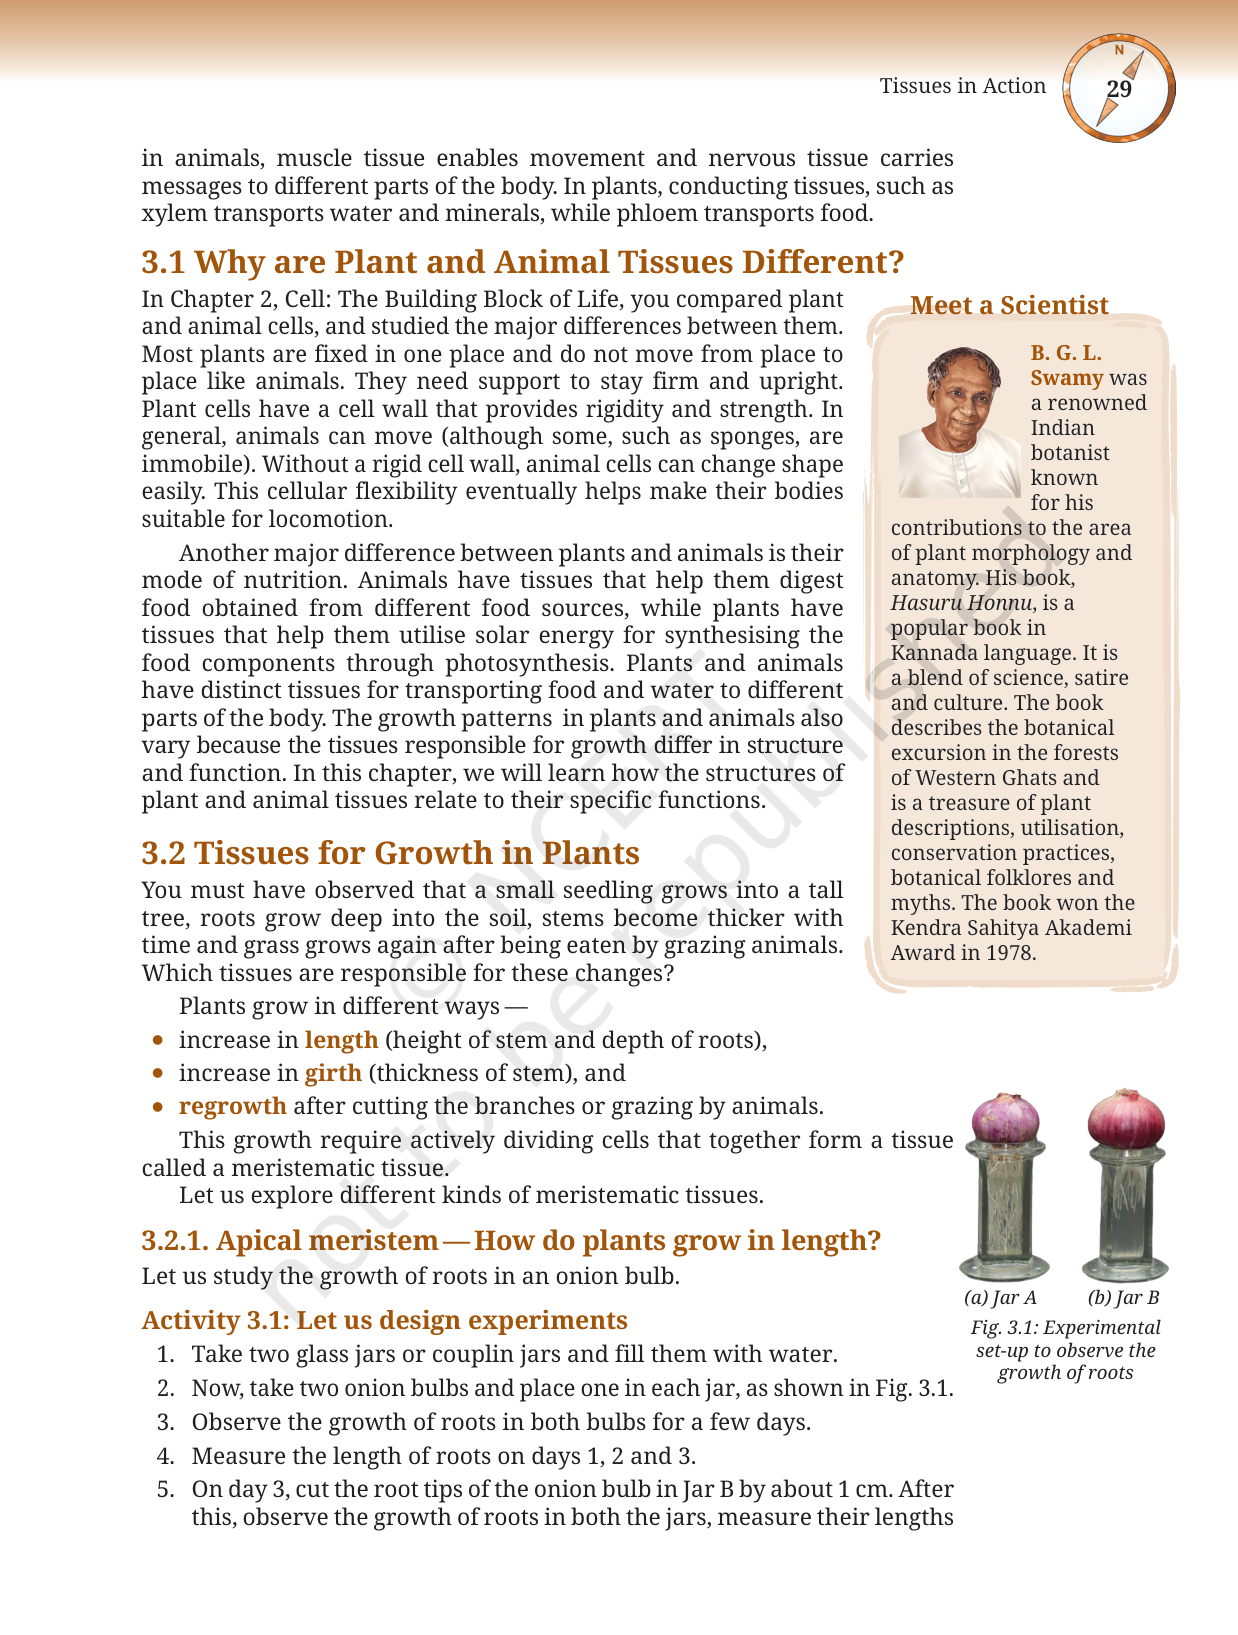 Tissues in Action
N
29
in animals, muscle tissue enables movement and nervous tissue carries
messages to different parts of the body. In plants, conducting tissues, such as
xylem transports water and minerals, while phloem transports food.
3.1 Why are Plant and Animal Tissues Different?
In Chapter 2, Cell: The Building Block of Life, you compared plant
and animal cells, and studied the major differences between them.
Most plants are fixed in one place and do not move from place to
place like animals. They need support to stay firm and upright.
Plant cells have a cell wall that provides rigidity and strength. In
general, animals can move (although some, such as sponges, are
immobile). Without a rigid cell wall, animal cells can change shape
easily. This cellular flexibility eventually helps make their bodies
suitable for locomotion.
Another major difference between plants and animals is their
mode of nutrition. Animals have tissues that help them digest
food obtained from different food sources, while plants have
tissues that help them utilise solar energy for synthesising the
food components through photosynthesis. Plants and animals
have distinct tissues for transporting food and water to different
parts of the body. The growth patterns in plants and animals also
vary because the tissues responsible for growth differ in structure
and function. In this chapter, we will learn how the structures of
plant and animal tissues relate to their specific functions.
Meet a Scientist
B. G. L.
Swamy was
a renowned
Indian
botanist
known
for his
contributions to the area
of plant morphology and
anatomy. His book,
Hasuru Honnu, is a
popular book in
Kannada language. It is
a blend of science, satire
and culture. The book
describes the botanical
excursion in the forests
of Western Ghats and
is a treasure of plant
descriptions, utilisation,
conservation practices,
botanical folklores and
myths. The book won the
Kendra Sahitya Akademi
Award in 1978.
3.2 Tissues for Growth in Plants
You must have observed that a small seedling grows into a tall
tree, roots grow deep into the soil, stems become thicker with
time and grass grows again after being eaten by grazing animals.
Which tissues are responsible for these changes?
Plants grow in different ways —
• increase in length (height of stem and depth of roots),
• increase in girth (thickness of stem), and
• regrowth after cutting the branches or grazing by animals.
This growth require actively dividing cells that together form a tissue
called a meristematic tissue.
Let us explore different kinds of meristematic tissues.
3.2.1. Apical meristem — How do plants grow in length?
Let us study the growth of roots in an onion bulb.
Activity 3.1: Let us design experiments
1. Take two glass jars or couplin jars and fill them with water.
2. Now, take two onion bulbs and place one in each jar, as shown in Fig. 3.1.
3. Observe the growth of roots in both bulbs for a few days.
4. Measure the length of roots on days 1, 2 and 3.
5. On day 3, cut the root tips of the onion bulb in Jar B by about 1 cm. After
this, observe the growth of roots in both the jars, measure their lengths
(a) Jar A
(b) Jar B
Fig. 3.1: Experimental
set-up to observe the
growth of roots
© NCERT
not to be republished